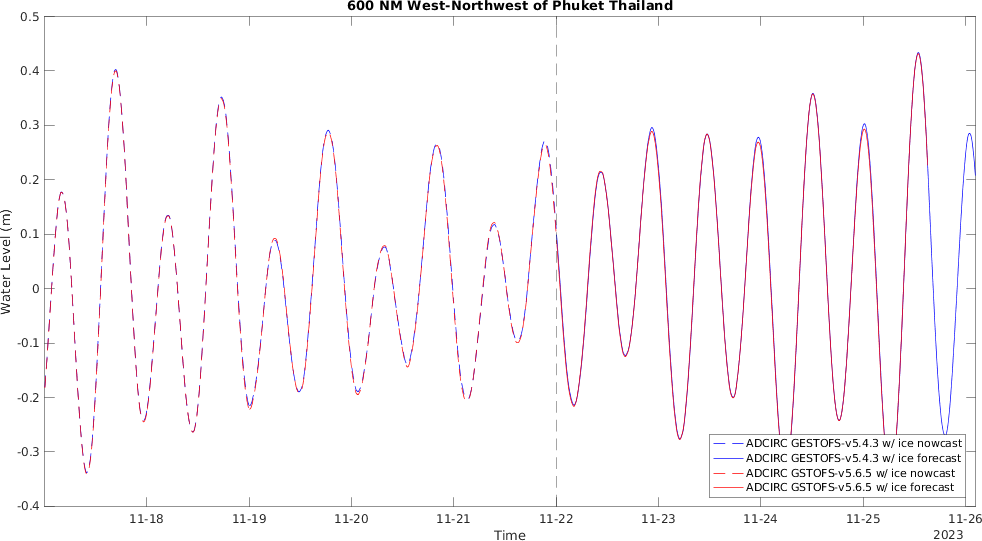 600 NM West-Northwest of Phuket Thailand
0.5
0.4
0.3
0.2
0.1
0
-0.1
-0.2
-0.3
-0.4
Water Level (m)
ADCIRC GESTOFS-v5.4.3 w/ ice nowcast
ADCIRC GESTOFS-v5.4.3 w/ ice forecast
ADCIRC GSTOFS-v5.6.5 w/ ice nowcast
ADCIRC GSTOFS-v5.6.5 w/ ice forecast
11-18 11-19 11-20 11-21 11-22 11-23 11-24 11-25 11-26
Time
2023